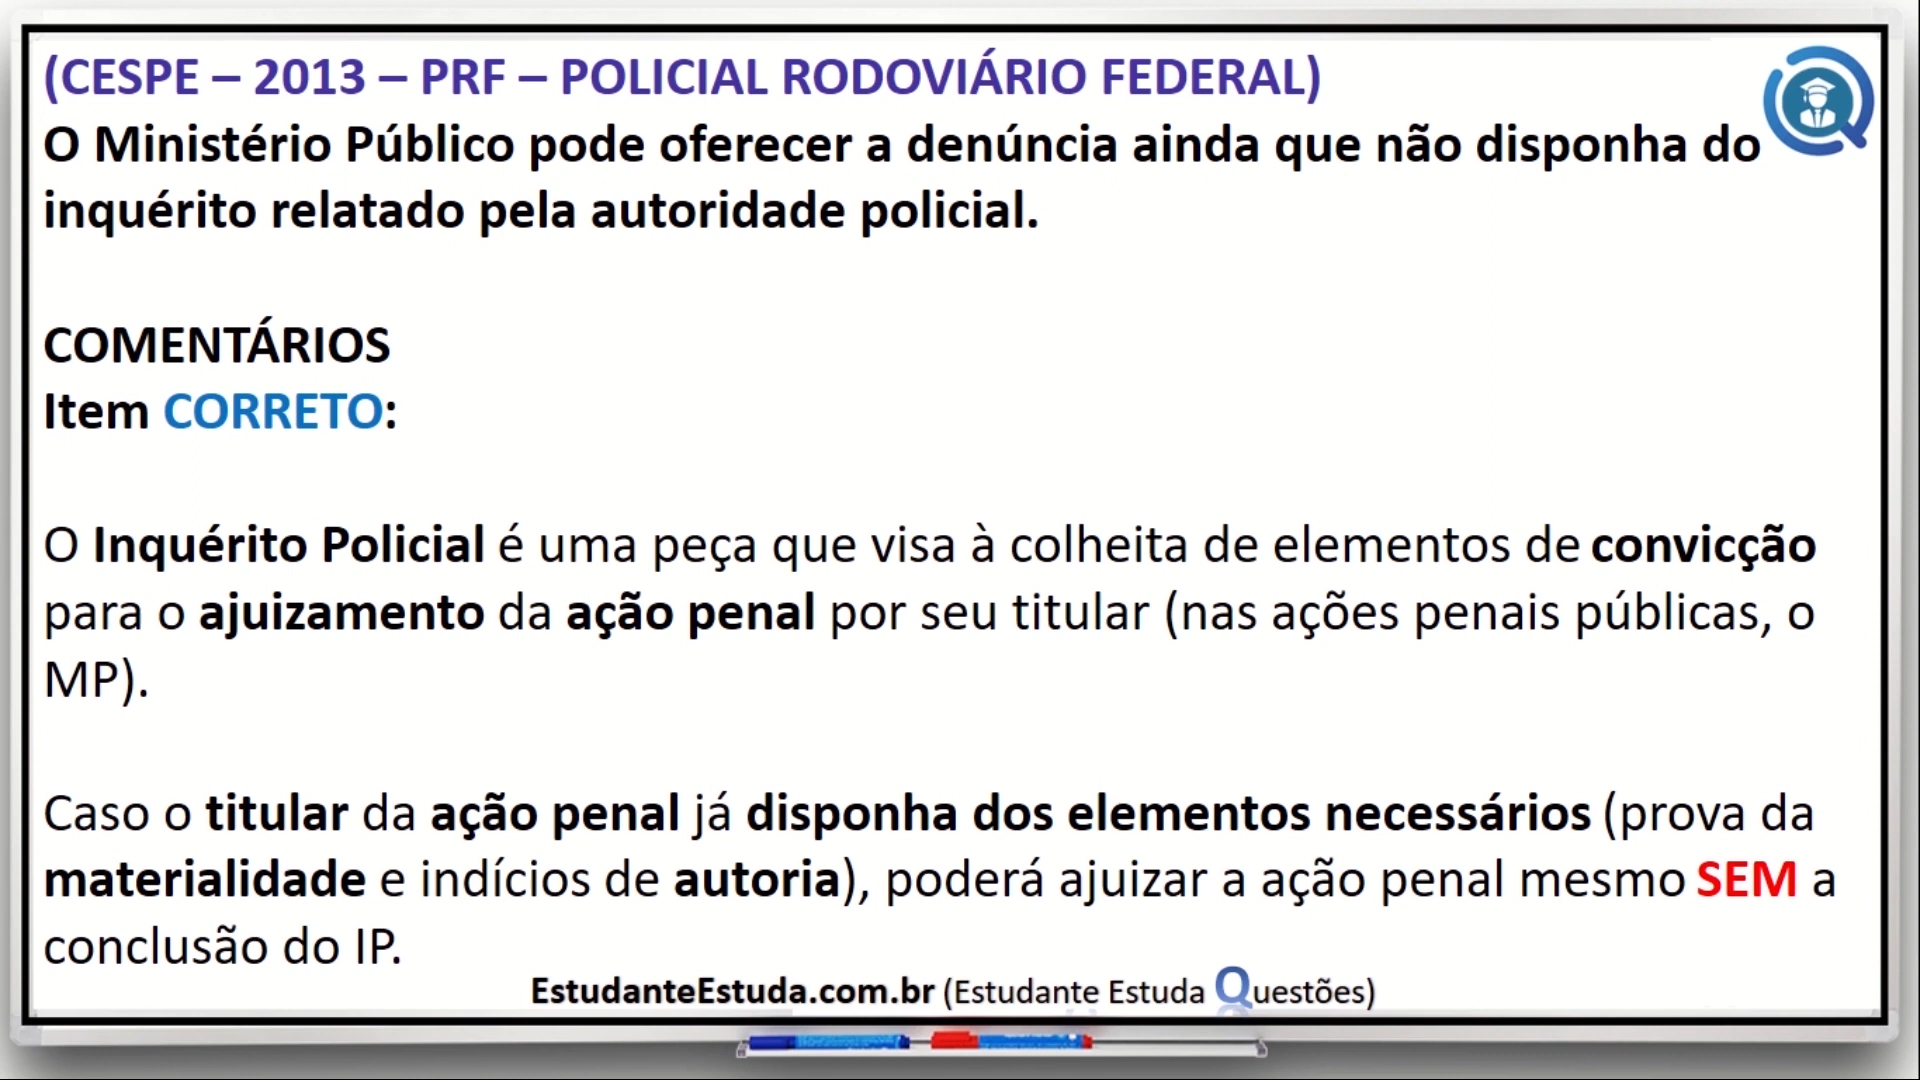 (CESPE – 2013 – PRF – POLICIAL RODOVIÁRIO FEDERAL)
O Ministério Público pode oferecer a denúncia ainda que não disponha do
inquérito relatado pela autoridade policial.
COMENTÁRIOS
Item CORRETO:
O Inquérito Policial é uma peça que visa à colheita de elementos de convicção
para o ajuizamento da ação penal por seu titular (nas ações penais públicas, o
MP).
Caso o titular da ação penal já disponha dos elementos necessários (prova da
materialidade e indícios de autoria), poderá ajuizar a ação penal mesmo SEM a
conclusão do IP.
EstudanteEstuda.com.br (Estudante Estuda Questões)